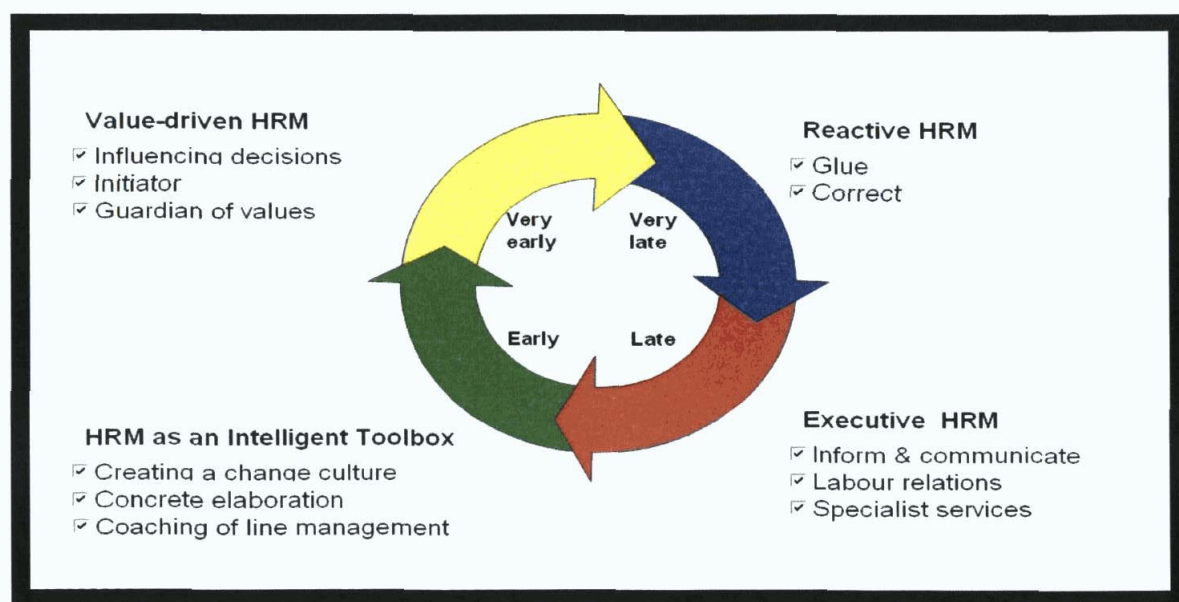 Value-driven HRM
Influencing decisions
Initiator
Guardian of values
Very
early
Very
late
Reactive HRM
Glue
Correct
Early
Late
HRM as an Intelligent Toolbox
Creating a change culture
Concrete elaboration
Coaching of line management
Executive HRM
Inform & communicate
Labour relations
Specialist services